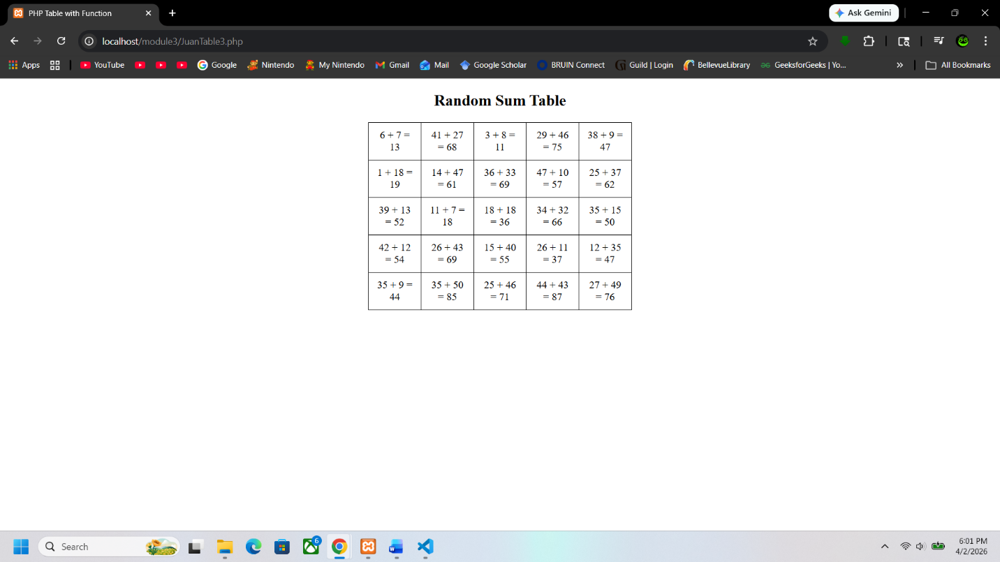 PHP Table with Function
Ask Gemini
localhost/module3/JuanTable3.php
Apps
YouTube
Google
Nintendo
My Nintendo
Gmail
Mail
Google Scholar
BRUIN Connect
Guild | Login
BellevueLibrary
GeeksforGeeks | Yo...
»
All Bookmarks
Random Sum Table
6 + 7 =
13
41 + 27
= 68
3 + 8 =
11
29 + 46
= 75
38 + 9 =
47
1 + 18 =
19
14 + 47
= 61
36 + 33
= 69
47 + 10
= 57
25 + 37
= 62
39 + 13
= 52
11 + 7 =
18
18 + 18
= 36
34 + 32
= 66
35 + 15
= 50
42 + 12
= 54
26 + 43
= 69
15 + 40
= 55
26 + 11
= 37
12 + 35
= 47
35 + 9 =
44
35 + 50
= 85
25 + 46
= 71
44 + 43
= 87
27 + 49
= 76
Search
6
6:01 PM
4/2/2026